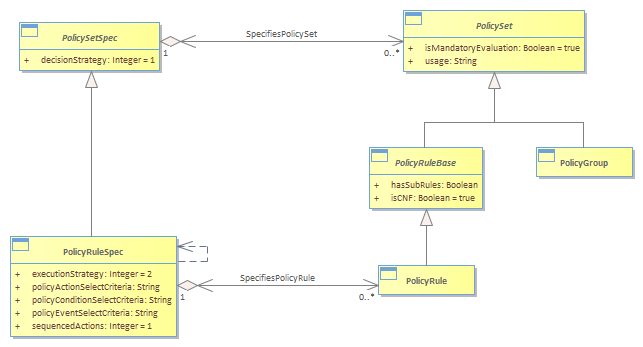 PolicySetSpec
+ decisionStrategy: Integer = 1
SpecifiesPolicySet
1
0..*
PolicySet
+ isMandatoryEvaluation: Boolean = true
+ usage: String
PolicyRuleBase
+ hasSubRules: Boolean
+ isCNF: Boolean = true
PolicyGroup
PolicyRuleSpec
+ executionStrategy: Integer = 2
+ policyActionSelectCriteria: String
+ policyConditionSelectCriteria: String
+ policyEventSelectCriteria: String
+ sequencedActions: Integer = 1
SpecifiesPolicyRule
1
0..*
PolicyRule